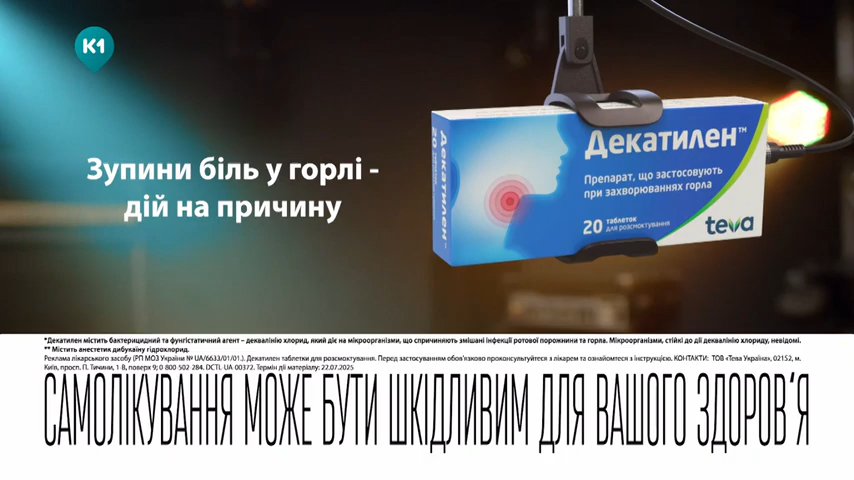 K1
Зупини біль у горлі -
дій на причину
Декатилен™
Препарат, що застосовують
при захворюваннях горла
20 таблеток
для розсмоктування
teva
Декатилен™
20
*Декатилен містить бактерицидний та фунгістатичний агент – деквалінію хлорид, який діє на мікроорганізми, що спричиняють змішані інфекції ротової порожнини та горла. Мікроорганізми, стійкі до дії деквалінію хлориду, невідомі.
** Містить анестетик дибукаїну гідрохлорид.
Реклама лікарського засобу (РП МОЗ України № UA/6633/01/01.). Декатилен таблетки для розсмоктування. Перед застосуванням обов'язково проконсультуйтеся з лікарем та ознайомтеся з інструкцією. КОНТАКТИ: ТОВ «Тева Україна», 02152, м.
Київ, просп. П. Тичини, 1-В, поверх 9; 0 800 502 284. DCTL UA 00372. Термін дії матеріалу: 22.07.2025
САМОЛІКУВАННЯ МОЖЕ БУТИ ШКІДЛИВИМ ДЛЯ ВАШОГО ЗДОРОВ'Я